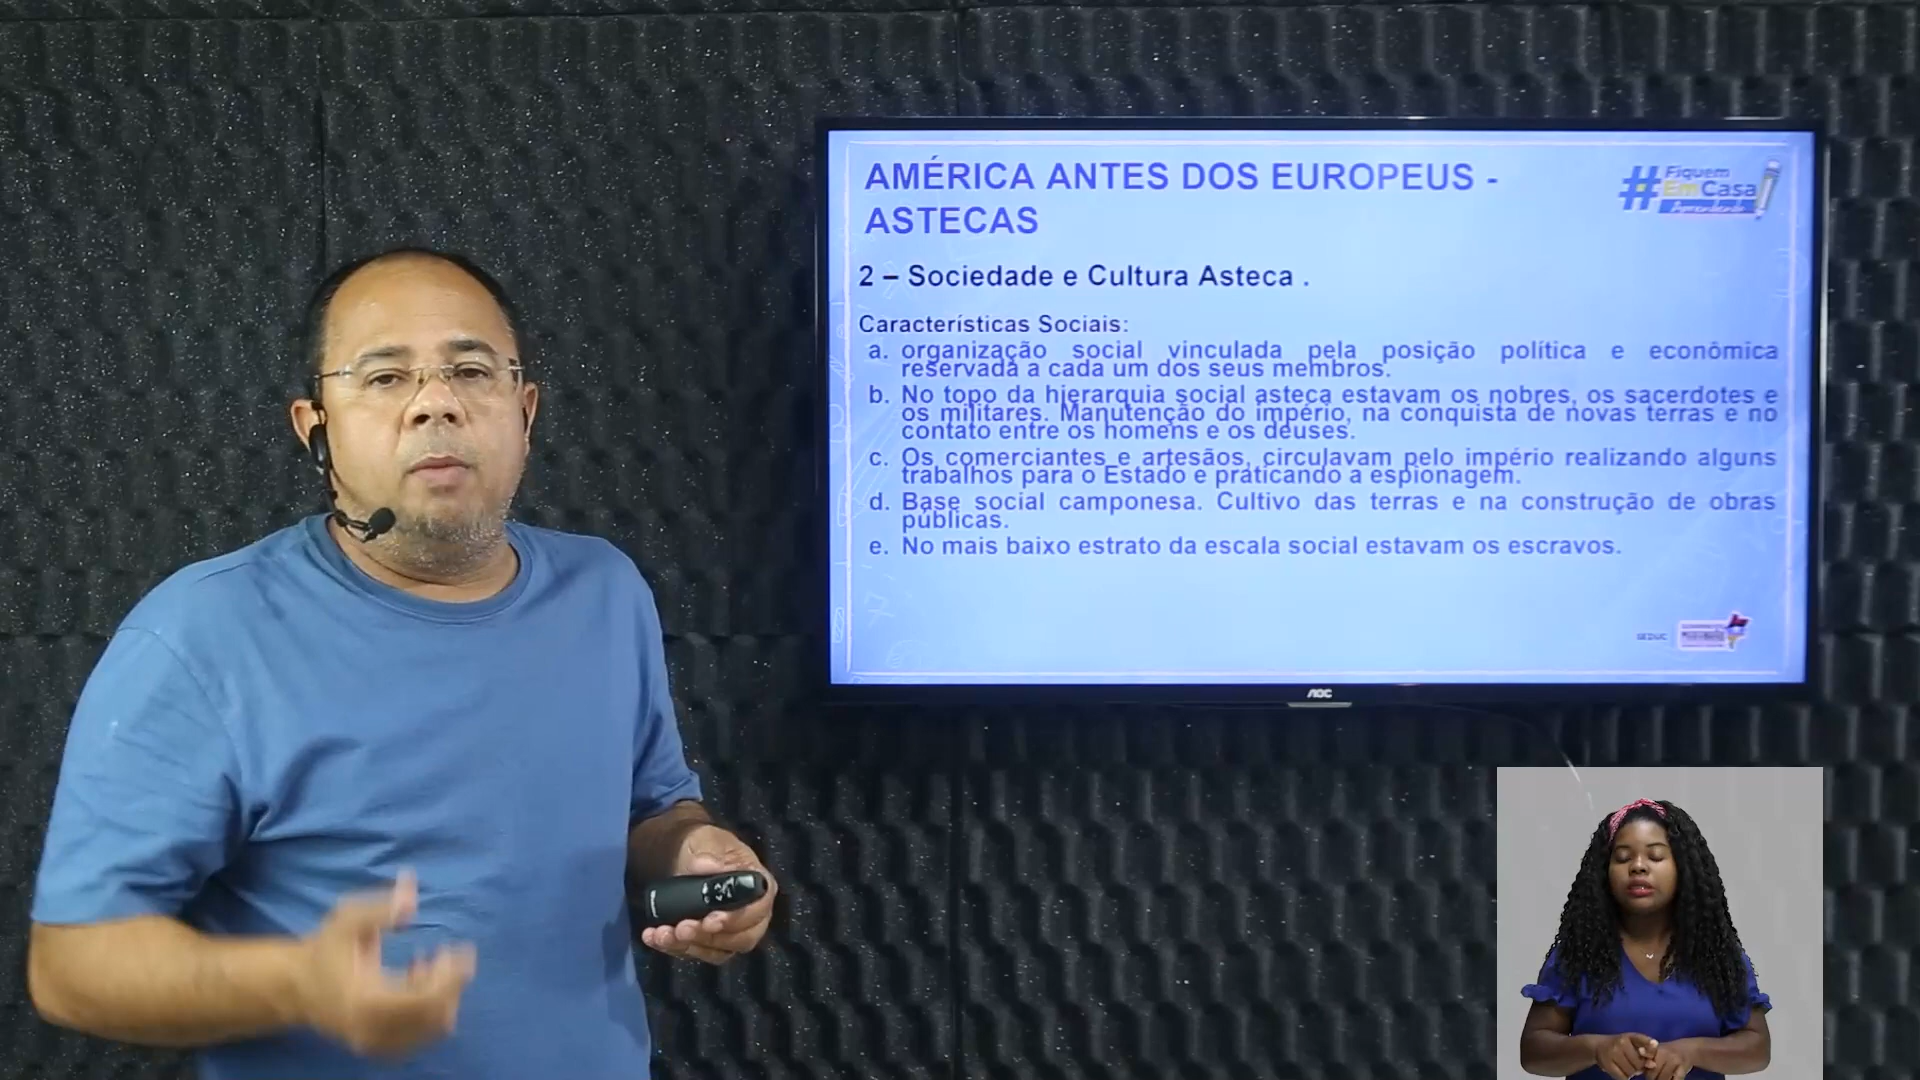 AMÉRICA ANTES DOS EUROPEUS -
ASTECAS
#Fiquem
EmCasa
Aprendendo
2 – Sociedade e Cultura Asteca .
Características Sociais:
a. organização social vinculada pela posição política e econômica
reservada a cada um dos seus membros.
b. No topo da hierarquia social asteca estavam os nobres, os sacerdotes e
os militares. Manutenção do império, na conquista de novas terras e no
contato entre os homens e os deuses.
c. Os comerciantes e artesãos, circulavam pelo império realizando alguns
trabalhos para o Estado e praticando a espionagem.
d. Base social camponesa. Cultivo das terras e na construção de obras
públicas.
e. No mais baixo estrato da escala social estavam os escravos.
SEDUC
AOC